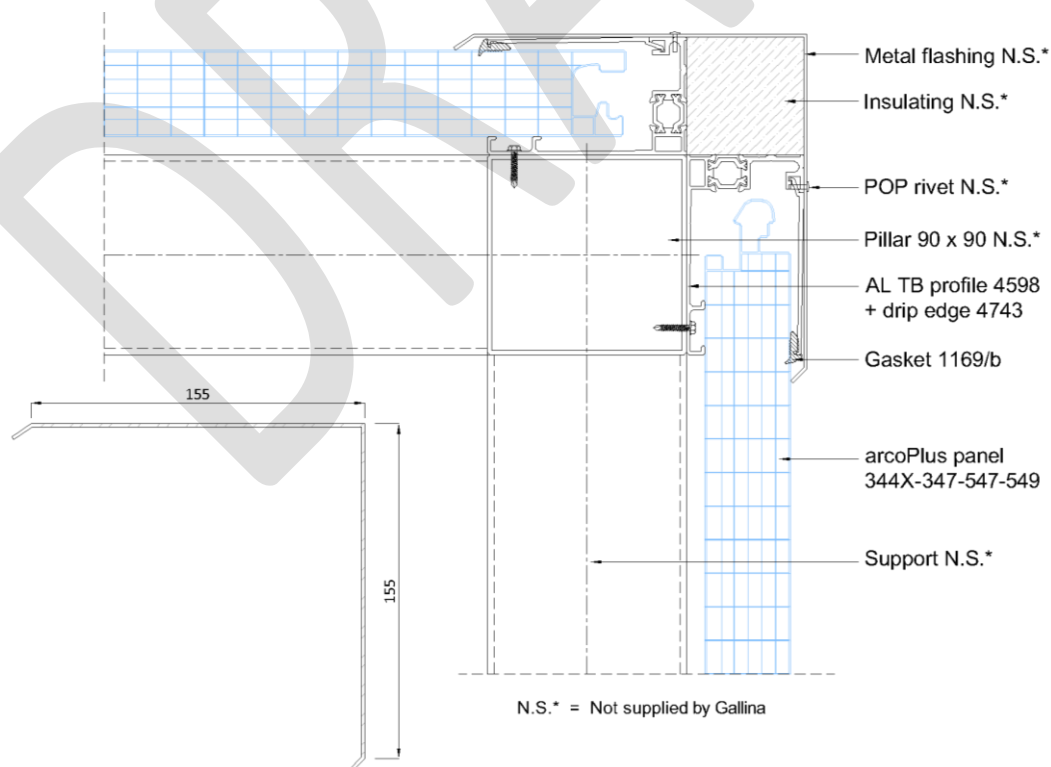 DRA
Metal flashing N.S.*
Insulating N.S.*
POP rivet N.S.*
Pillar 90 x 90 N.S.*
AL TB profile 4598
+ drip edge 4743
Gasket 1169/b
155
arcoPlus panel
344X-347-547-549
Support N.S.*
155
N.S.* = Not supplied by Gallina